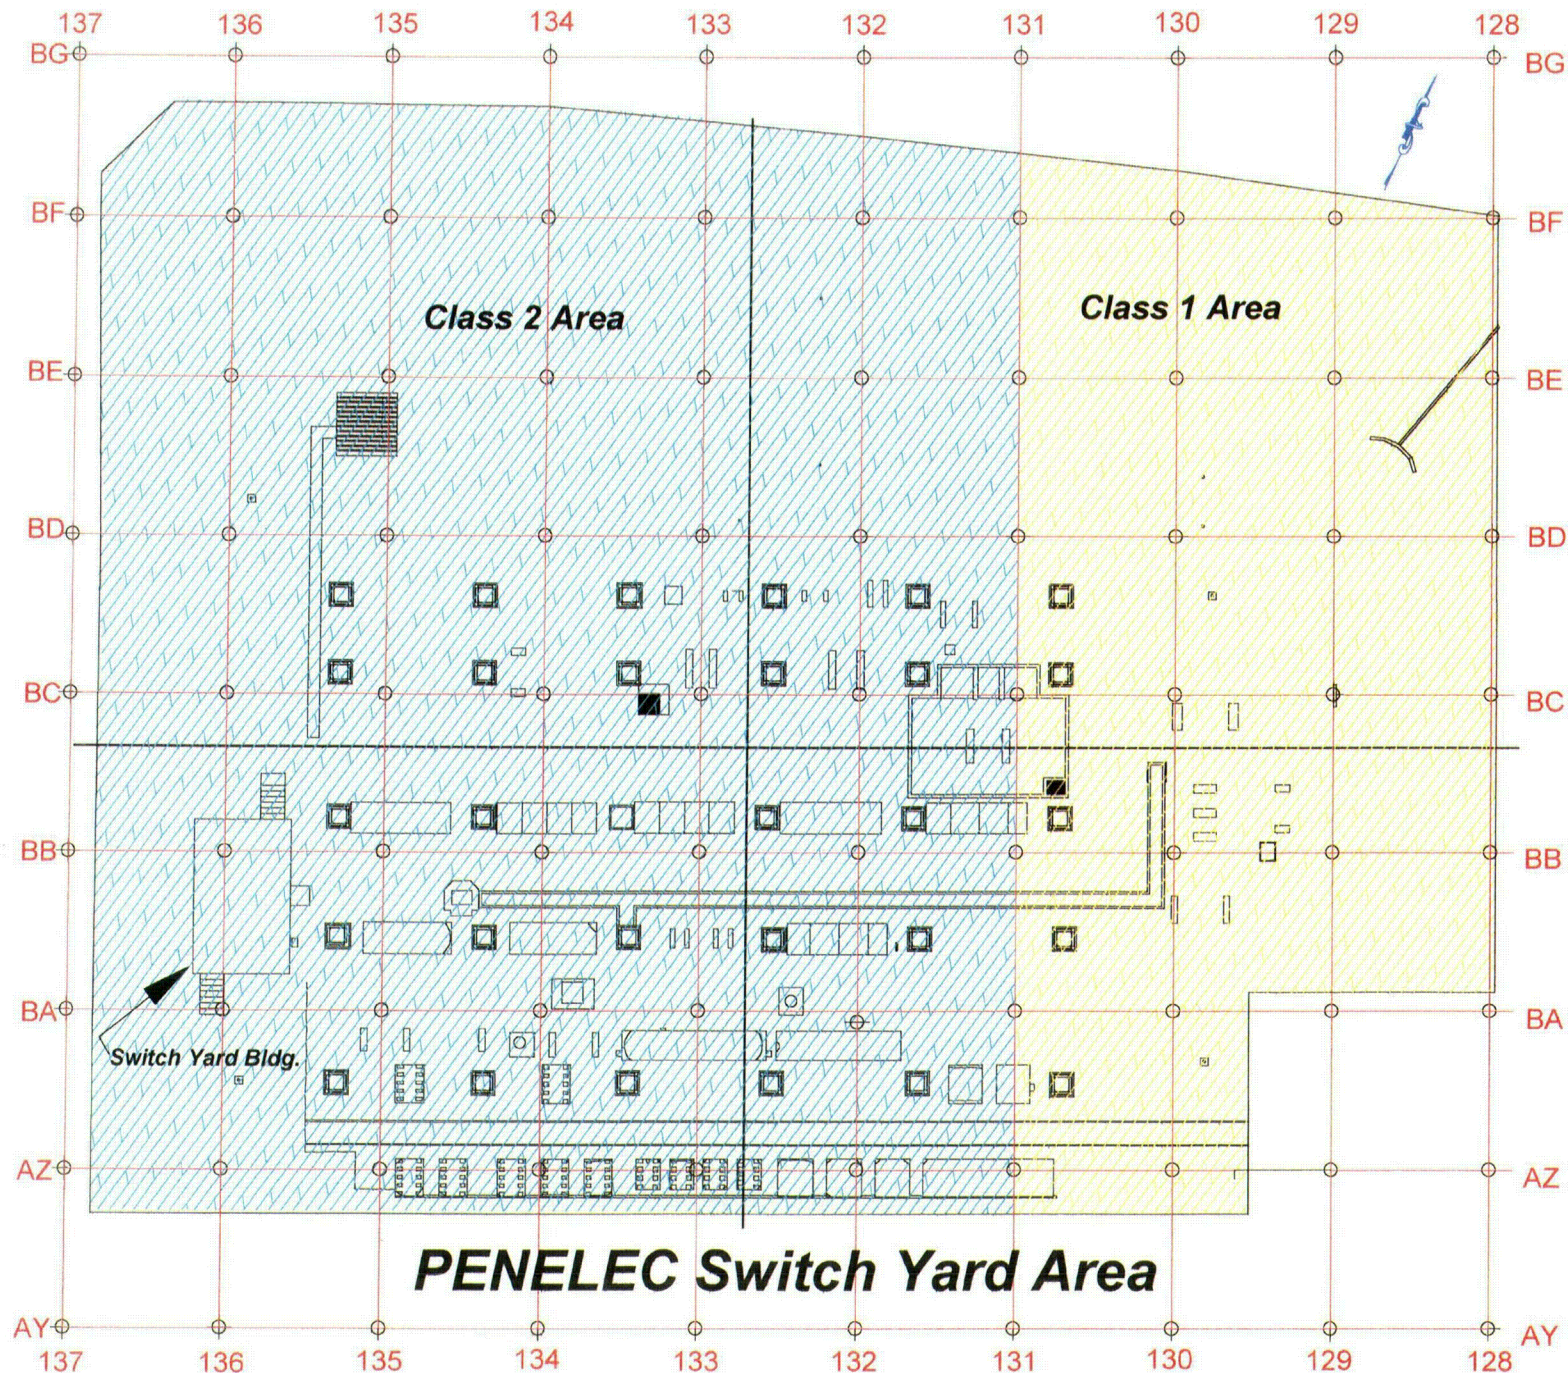 137 136 135 134 133 132 131 130 129 128
BG BG
BF BF
Class 2 Area Class 1 Area
BE BE
BD BD
BC BC
BB BB
BA BA
Switch Yard Bldg.
AZ AZ
PENELEC Switch Yard Area
AY AY
137 136 135 134 133 132 131 130 129 128